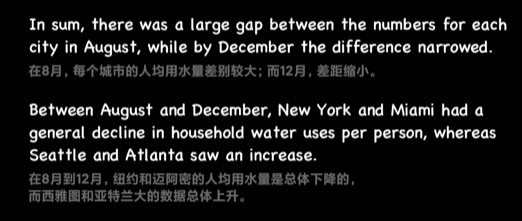 In sum, there was a large gap between the numbers for each
city in August, while by December the difference narrowed.
在8月，每个城市的人均用水量差别较大；而12月，差距缩小。
Between August and December, New York and Miami had a
general decline in household water uses per person, whereas
Seattle and Atlanta saw an increase.
在8月到12月，纽约和迈阿密的人均用水量是总体下降的，
而西雅图和亚特兰大的数据总体上升。